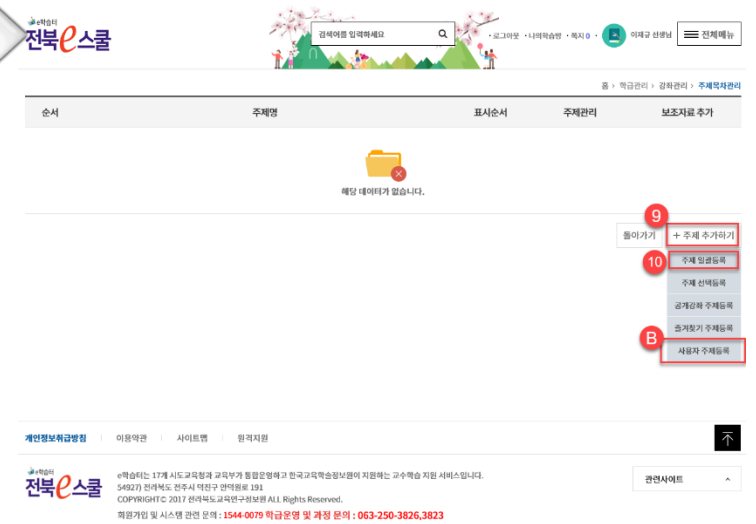 e학습터
전북e스쿨
검색어를 입력하세요
· 로그아웃 · 나의학습방 · 쪽지 0 · 이재규 선생님 전체메뉴
홈 › 학급관리 › 강좌관리 › 주제목차관리
순서 주제명 표시순서 주제관리 보조자료 추가
해당 데이터가 없습니다.
9
돌아가기 + 주제 추가하기
10 주제 일괄등록
주제 선택등록
공개강좌 주제등록
즐겨찾기 주제등록
B 사용자 주제등록
개인정보취급방침 이용약관 사이트맵 원격지원
e학습터
전북e스쿨
e학습터는 17개 시도교육청과 교육부가 통합운영하고 한국교육학술정보원이 지원하는 교수학습 지원 서비스입니다.
54927) 전라북도 전주시 덕진구 안덕원로 191
COPYRIGHT© 2017 전라북도교육연구정보원 ALL Rights Reserved.
회원가입 및 시스템 관련 문의 : 1544-0079 학급운영 및 과정 문의 : 063-250-3826,3823
관련사이트